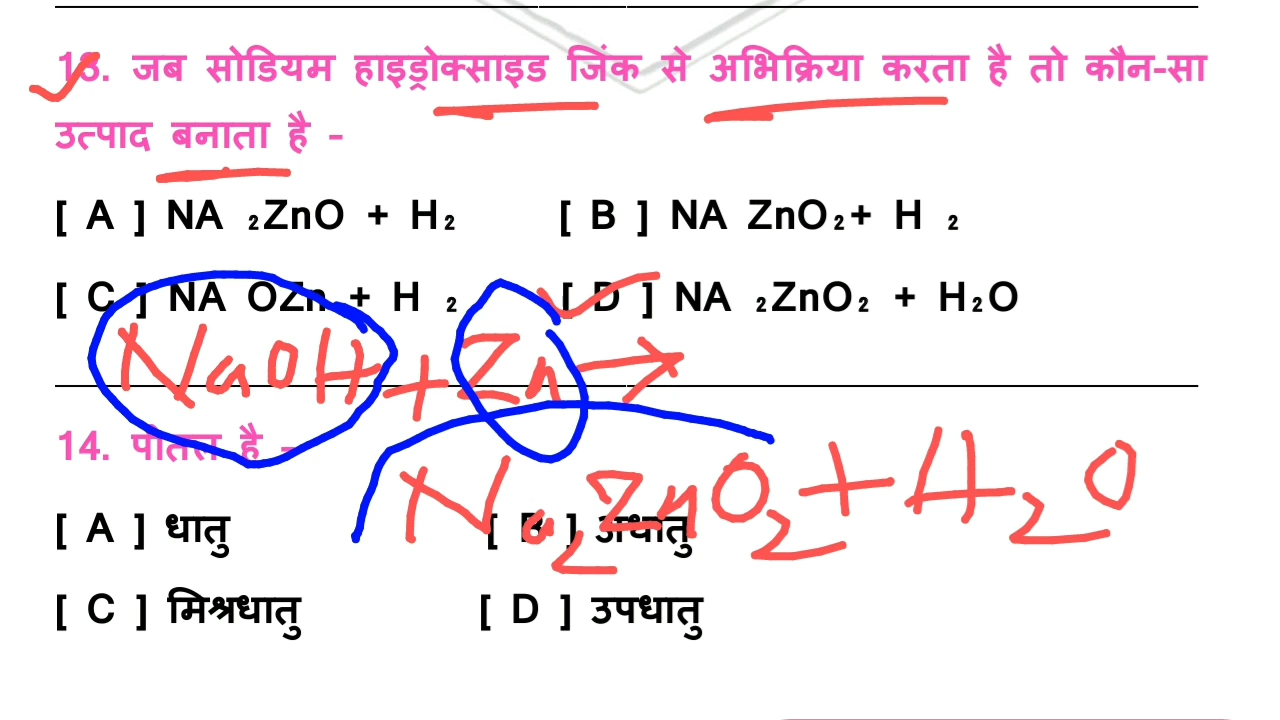 13. जब सोडियम हाइड्रोक्साइड जिंक से अभिक्रिया करता है तो कौन-सा
उत्पाद बनाता है -
[ A ] NA ₂ZnO + H₂ [ B ] NA ZnO₂+ H ₂
[ C ] NA OZn + H ₂ [ D ] NA ₂ZnO₂ + H₂O
NaOH + Zn →
14. पीतल है -
Na₂ZnO₂ + H₂O
[ A ] धातु [ B ] अधातु
[ C ] मिश्रधातु [ D ] उपधातु